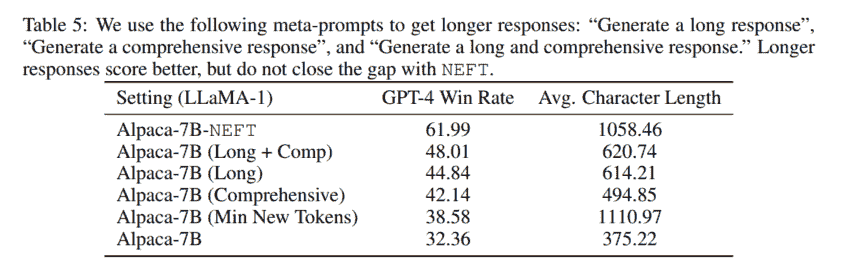 Table 5: We use the following meta-prompts to get longer responses: “Generate a long response”,
“Generate a comprehensive response”, and “Generate a long and comprehensive response.” Longer
responses score better, but do not close the gap with NEFT.
Setting (LLaMA-1) GPT-4 Win Rate Avg. Character Length
Alpaca-7B-NEFT 61.99 1058.46
Alpaca-7B (Long + Comp) 48.01 620.74
Alpaca-7B (Long) 44.84 614.21
Alpaca-7B (Comprehensive) 42.14 494.85
Alpaca-7B (Min New Tokens) 38.58 1110.97
Alpaca-7B 32.36 375.22